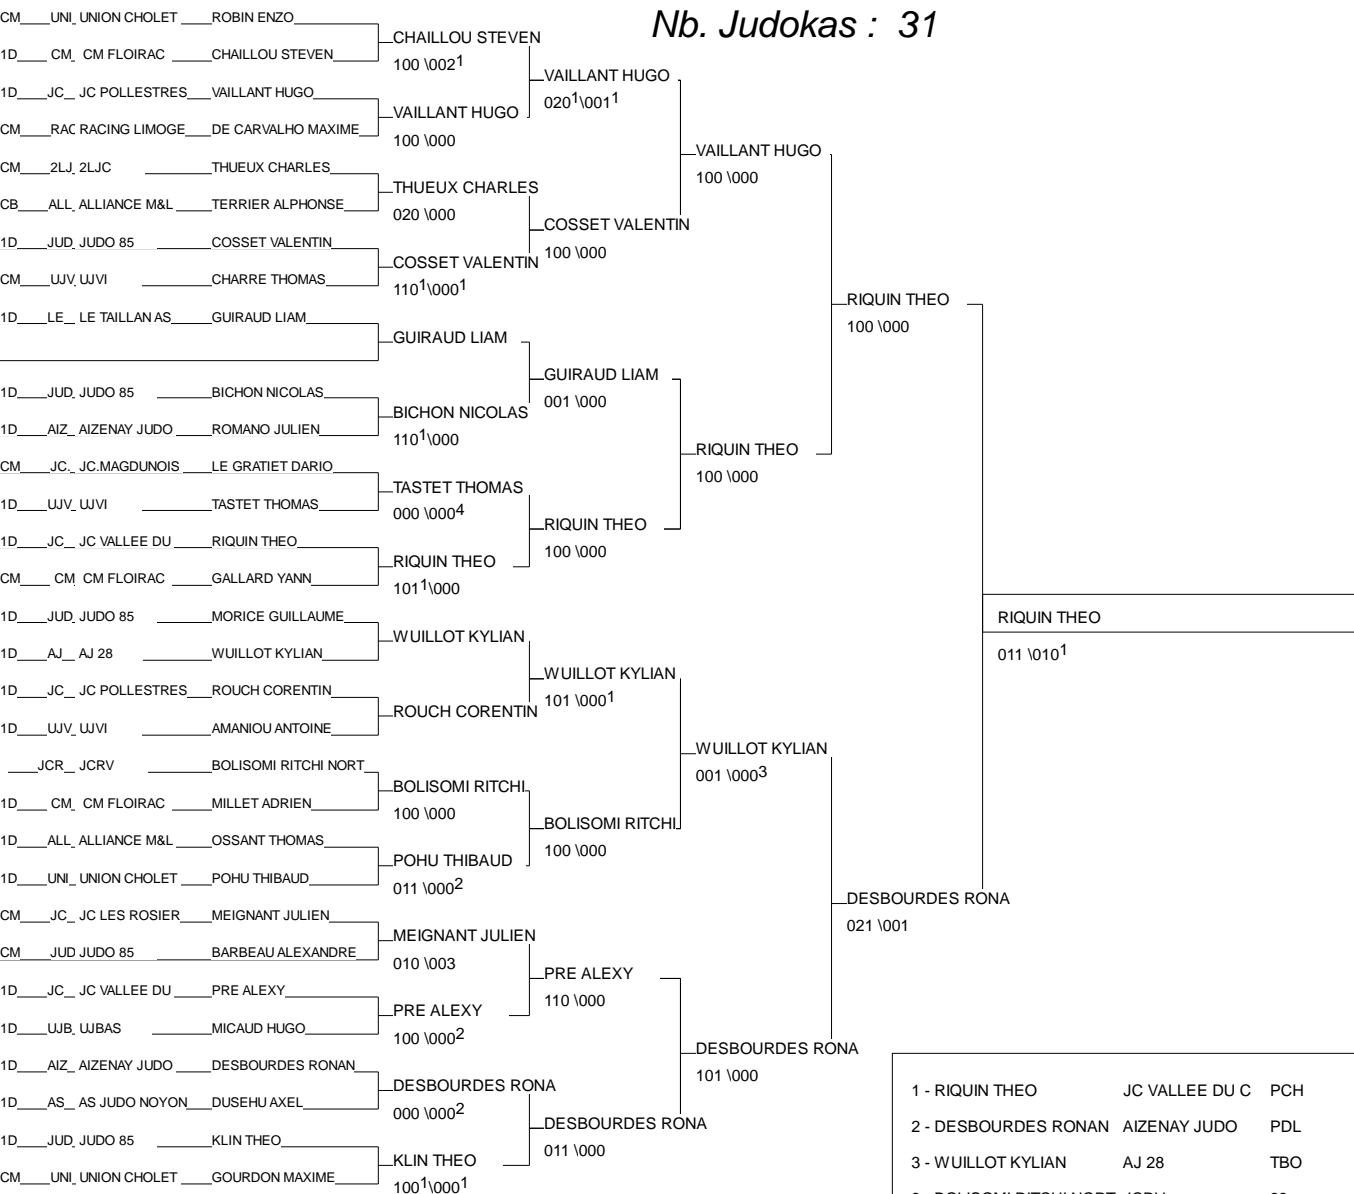 Nb. Judokas : 31
CM UNI UNION CHOLET ROBIN ENZO
1D CM CM FLOIRAC CHAILLOU STEVEN
1D JC JC POLLESTRES VAILLANT HUGO
CM RAC RACING LIMOGE DE CARVALHO MAXIME
CM 2LJ 2LJC THUEUX CHARLES
CB ALL ALLIANCE M&L TERRIER ALPHONSE
1D JUD JUDO 85 COSSET VALENTIN
CM UJV UJVI CHARRE THOMAS
1D LE LE TAILLAN AS GUIRAUD LIAM
1D JUD JUDO 85 BICHON NICOLAS
1D AIZ AIZENAY JUDO ROMANO JULIEN
CM JC. JC.MAGDUNOIS LE GRATIET DARIO
1D UJV UJVI TASTET THOMAS
1D JC JC VALLEE DU RIQUIN THEO
CM CM CM FLOIRAC GALLARD YANN
1D JUD JUDO 85 MORICE GUILLAUME
1D AJ AJ 28 WUILLOT KYLIAN
1D JC JC POLLESTRES ROUCH CORENTIN
1D UJV UJVI AMANIOU ANTOINE
JCR JCRV BOLISOMI RITCHI NORT
1D CM CM FLOIRAC MILLET ADRIEN
1D ALL ALLIANCE M&L OSSANT THOMAS
1D UNI UNION CHOLET POHU THIBAUD
CM JC JC LES ROSIER MEIGNANT JULIEN
CM JUD JUDO 85 BARBEAU ALEXANDRE
1D JC JC VALLEE DU PRE ALEXY
1D UJB UJBAS MICAUD HUGO
1D AIZ AIZENAY JUDO DESBOURDES RONAN
1D AS AS JUDO NOYON DUSEHU AXEL
1D JUD JUDO 85 KLIN THEO
CM UNI UNION CHOLET GOURDON MAXIME
CHAILLOU STEVEN
100 \002¹
VAILLANT HUGO
100 \000
THUEUX CHARLES
020 \000
COSSET VALENTIN
110¹\000¹
GUIRAUD LIAM
BICHON NICOLAS
110¹\000
TASTET THOMAS
000 \000⁴
RIQUIN THEO
101¹\000
WUILLOT KYLIAN
ROUCH CORENTIN
BOLISOMI RITCHI
100 \000
POHU THIBAUD
011 \000²
MEIGNANT JULIEN
010 \003
PRE ALEXY
100 \000²
DESBOURDES RONA
000 \000²
KLIN THEO
100¹\000¹
VAILLANT HUGO
020¹\001¹
COSSET VALENTIN
100 \000
GUIRAUD LIAM
001 \000
RIQUIN THEO
100 \000
WUILLOT KYLIAN
101 \000¹
BOLISOMI RITCHI
100 \000
PRE ALEXY
110 \000
DESBOURDES RONA
011 \000
VAILLANT HUGO
100 \000
RIQUIN THEO
100 \000
WUILLOT KYLIAN
001 \000³
DESBOURDES RONA
101 \000
RIQUIN THEO
100 \000
DESBOURDES RONA
021 \001
RIQUIN THEO
011 \010¹
1 - RIQUIN THEO JC VALLEE DU C PCH
2 - DESBOURDES RONAN AIZENAY JUDO PDL
3 - WUILLOT KYLIAN AJ 28 TBO